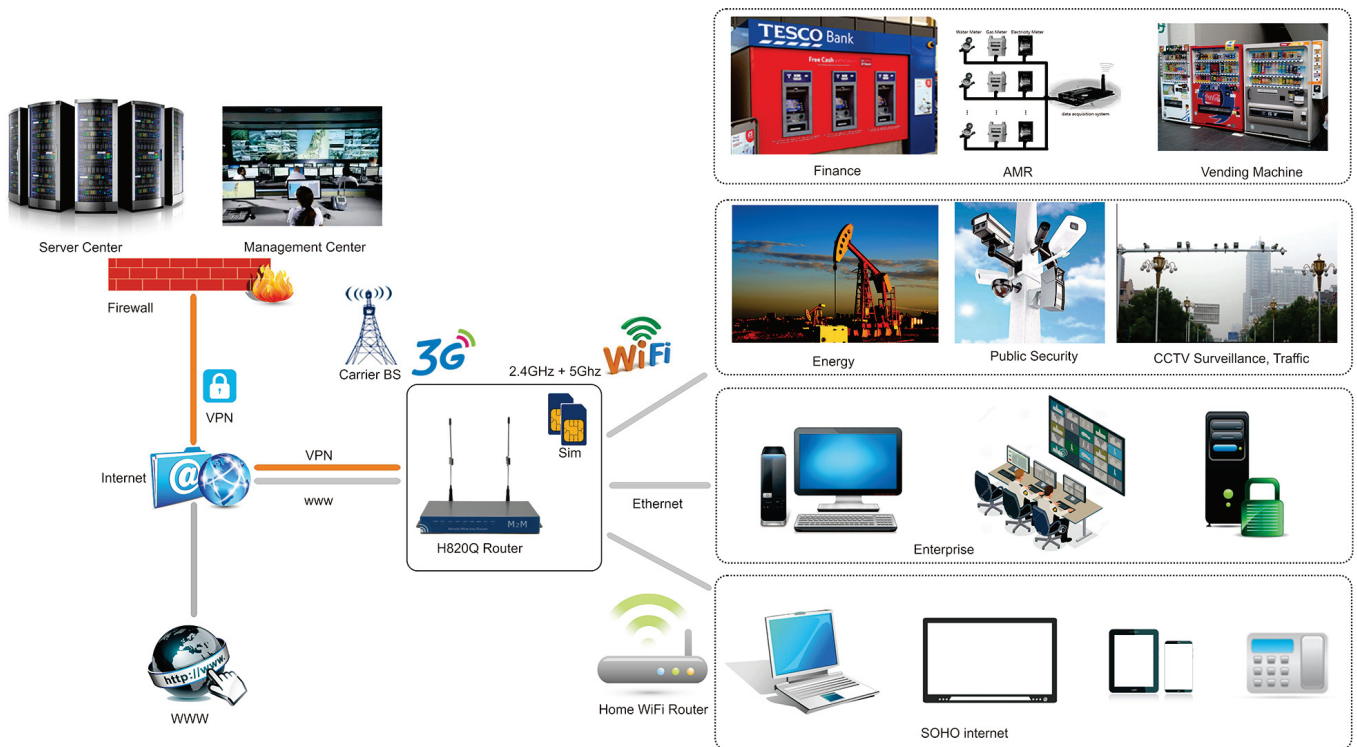 TESCO Bank
Free Cash
Water Meter
Gas Meter
Electricity Meter
data acquisition system
Finance
AMR
Vending Machine
Server Center
Management Center
Firewall
Carrier BS
3G
WiFi
2.4GHz + 5Ghz
Energy
Public Security
CCTV Surveillance, Traffic
VPN
Internet
@
VPN
www
Sim
M2M
H820Q Router
Ethernet
Enterprise
http://www.
WWW
Home WiFi Router
SOHO internet